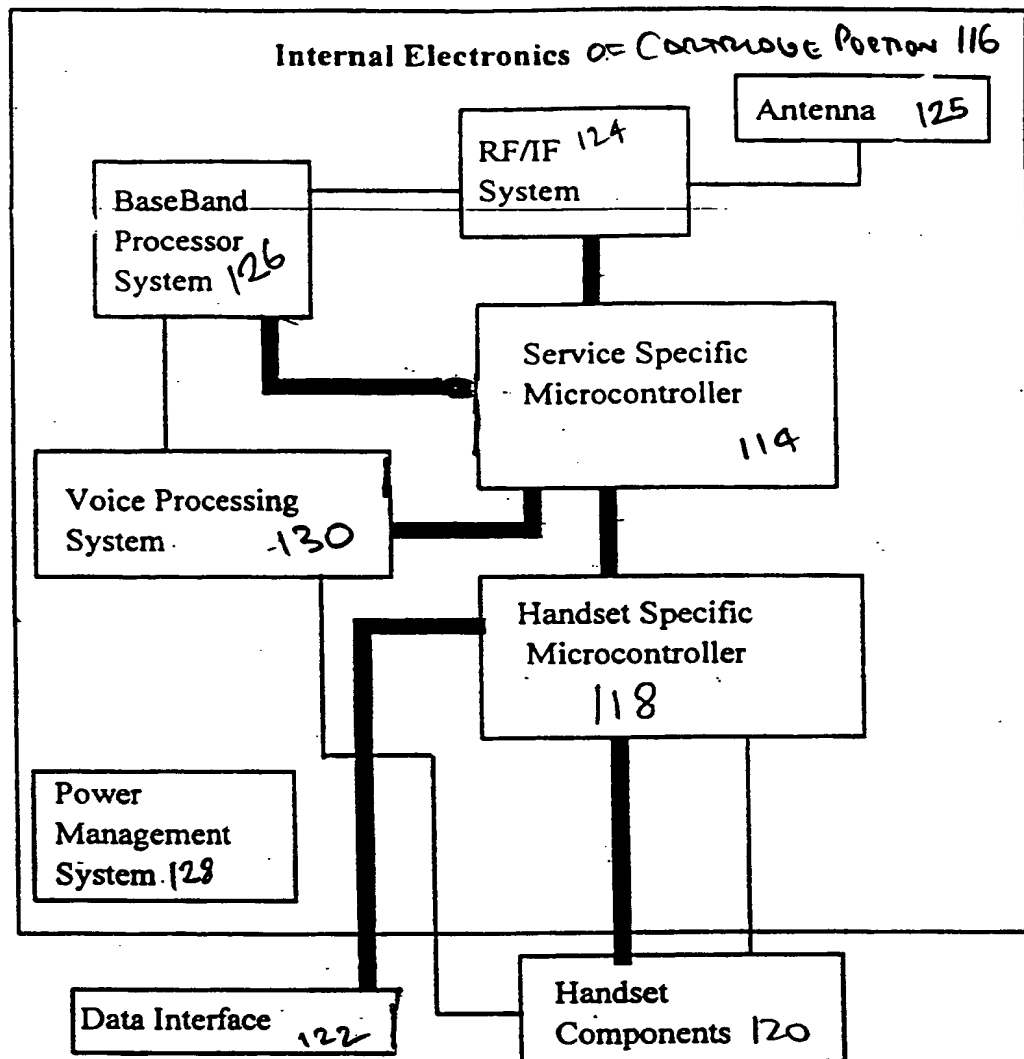 Internal Electronics OF CARTRIDGE PORTION 116
Antenna 125
RF/IF 124
System
BaseBand
Processor
System 126
Service Specific
Microcontroller
114
Voice Processing
System 130
Handset Specific
Microcontroller
118
Power
Management
System 128
Data Interface 122
Handset
Components 120